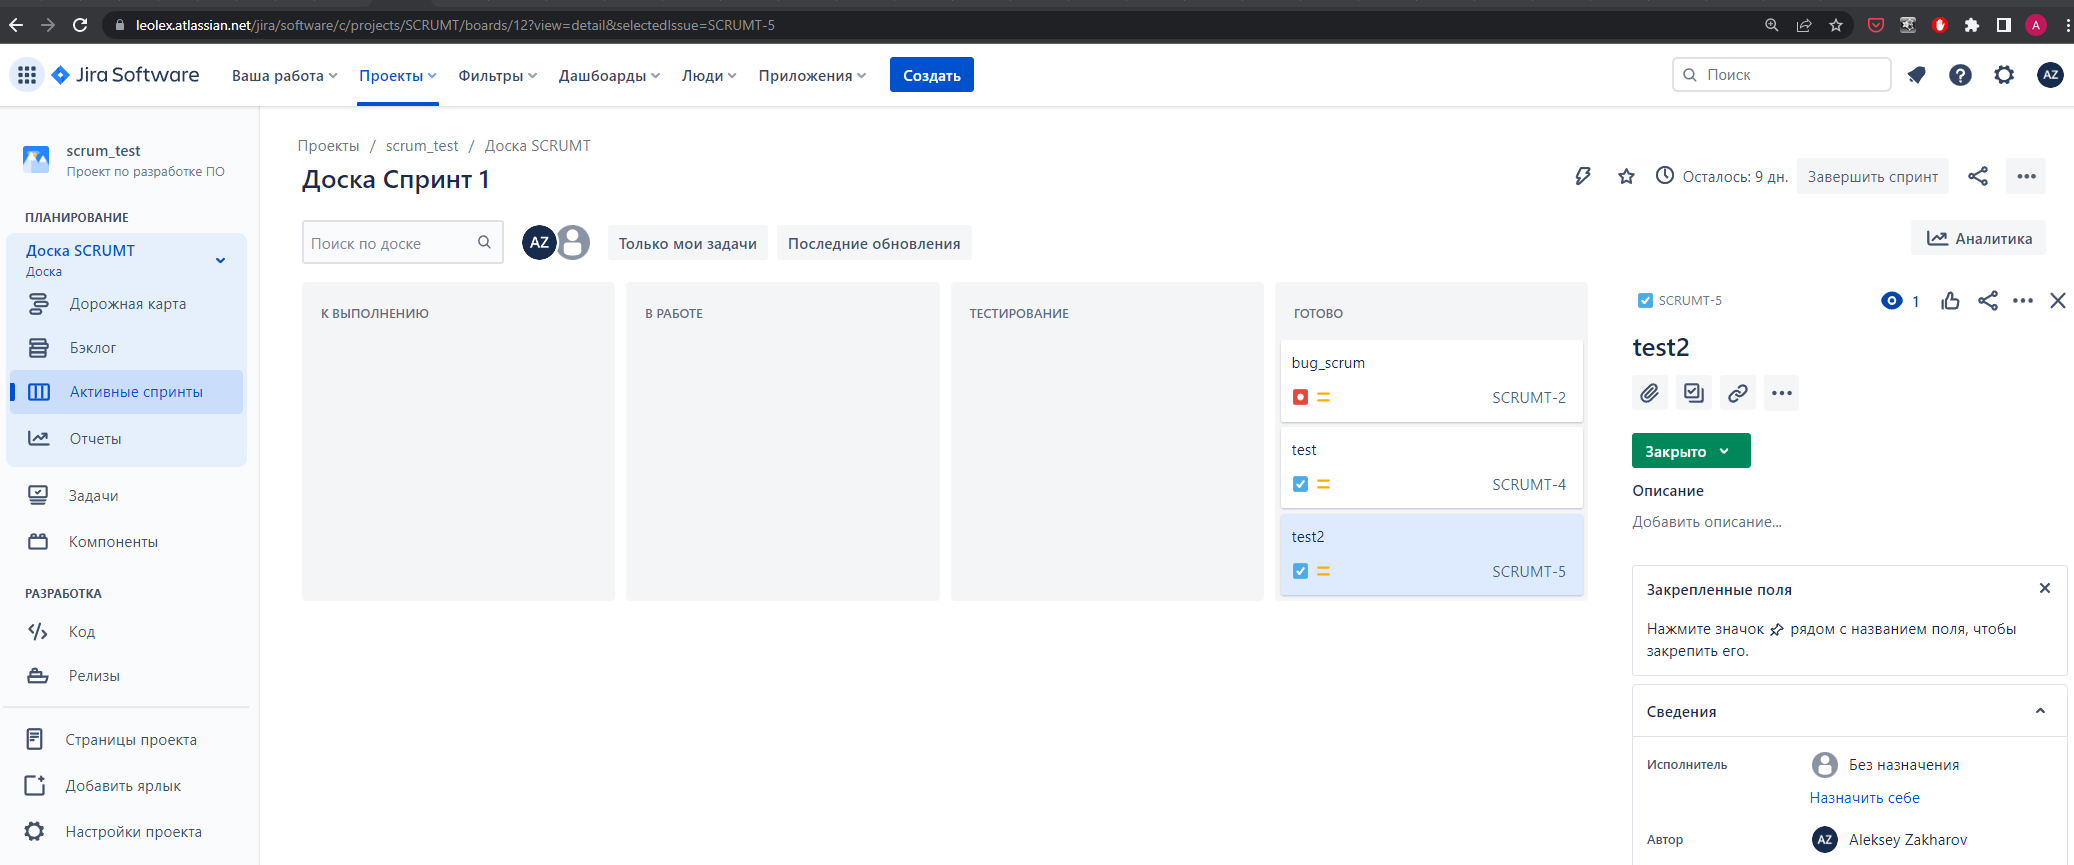 leolex.atlassian.net/jira/software/c/projects/SCRUMT/boards/12?view=detail&selectedIssue=SCRUMT-5
A
Jira Software
Ваша работа
Проекты
Фильтры
Дашборды
Люди
Приложения
Создать
Поиск
AZ
scrum_test
Проект по разработке ПО
ПЛАНИРОВАНИЕ
Доска SCRUMT
Доска
Дорожная карта
Бэклог
Активные спринты
Отчеты
Задачи
Компоненты
РАЗРАБОТКА
Код
Релизы
Страницы проекта
Добавить ярлык
Настройки проекта
Проекты / scrum_test / Доска SCRUMT
Доска Спринт 1
Осталось: 9 дн.
Завершить спринт
Поиск по доске
AZ
Только мои задачи
Последние обновления
Аналитика
К ВЫПОЛНЕНИЮ
В РАБОТЕ
ТЕСТИРОВАНИЕ
ГОТОВО
bug_scrum
SCRUMT-2
test
SCRUMT-4
test2
SCRUMT-5
SCRUMT-5
1
test2
Закрыто
Описание
Добавить описание...
Закрепленные поля
Нажмите значок рядом с названием поля, чтобы
закрепить его.
Сведения
Исполнитель
Без назначения
Назначить себе
Автор
AZ
Aleksey Zakharov